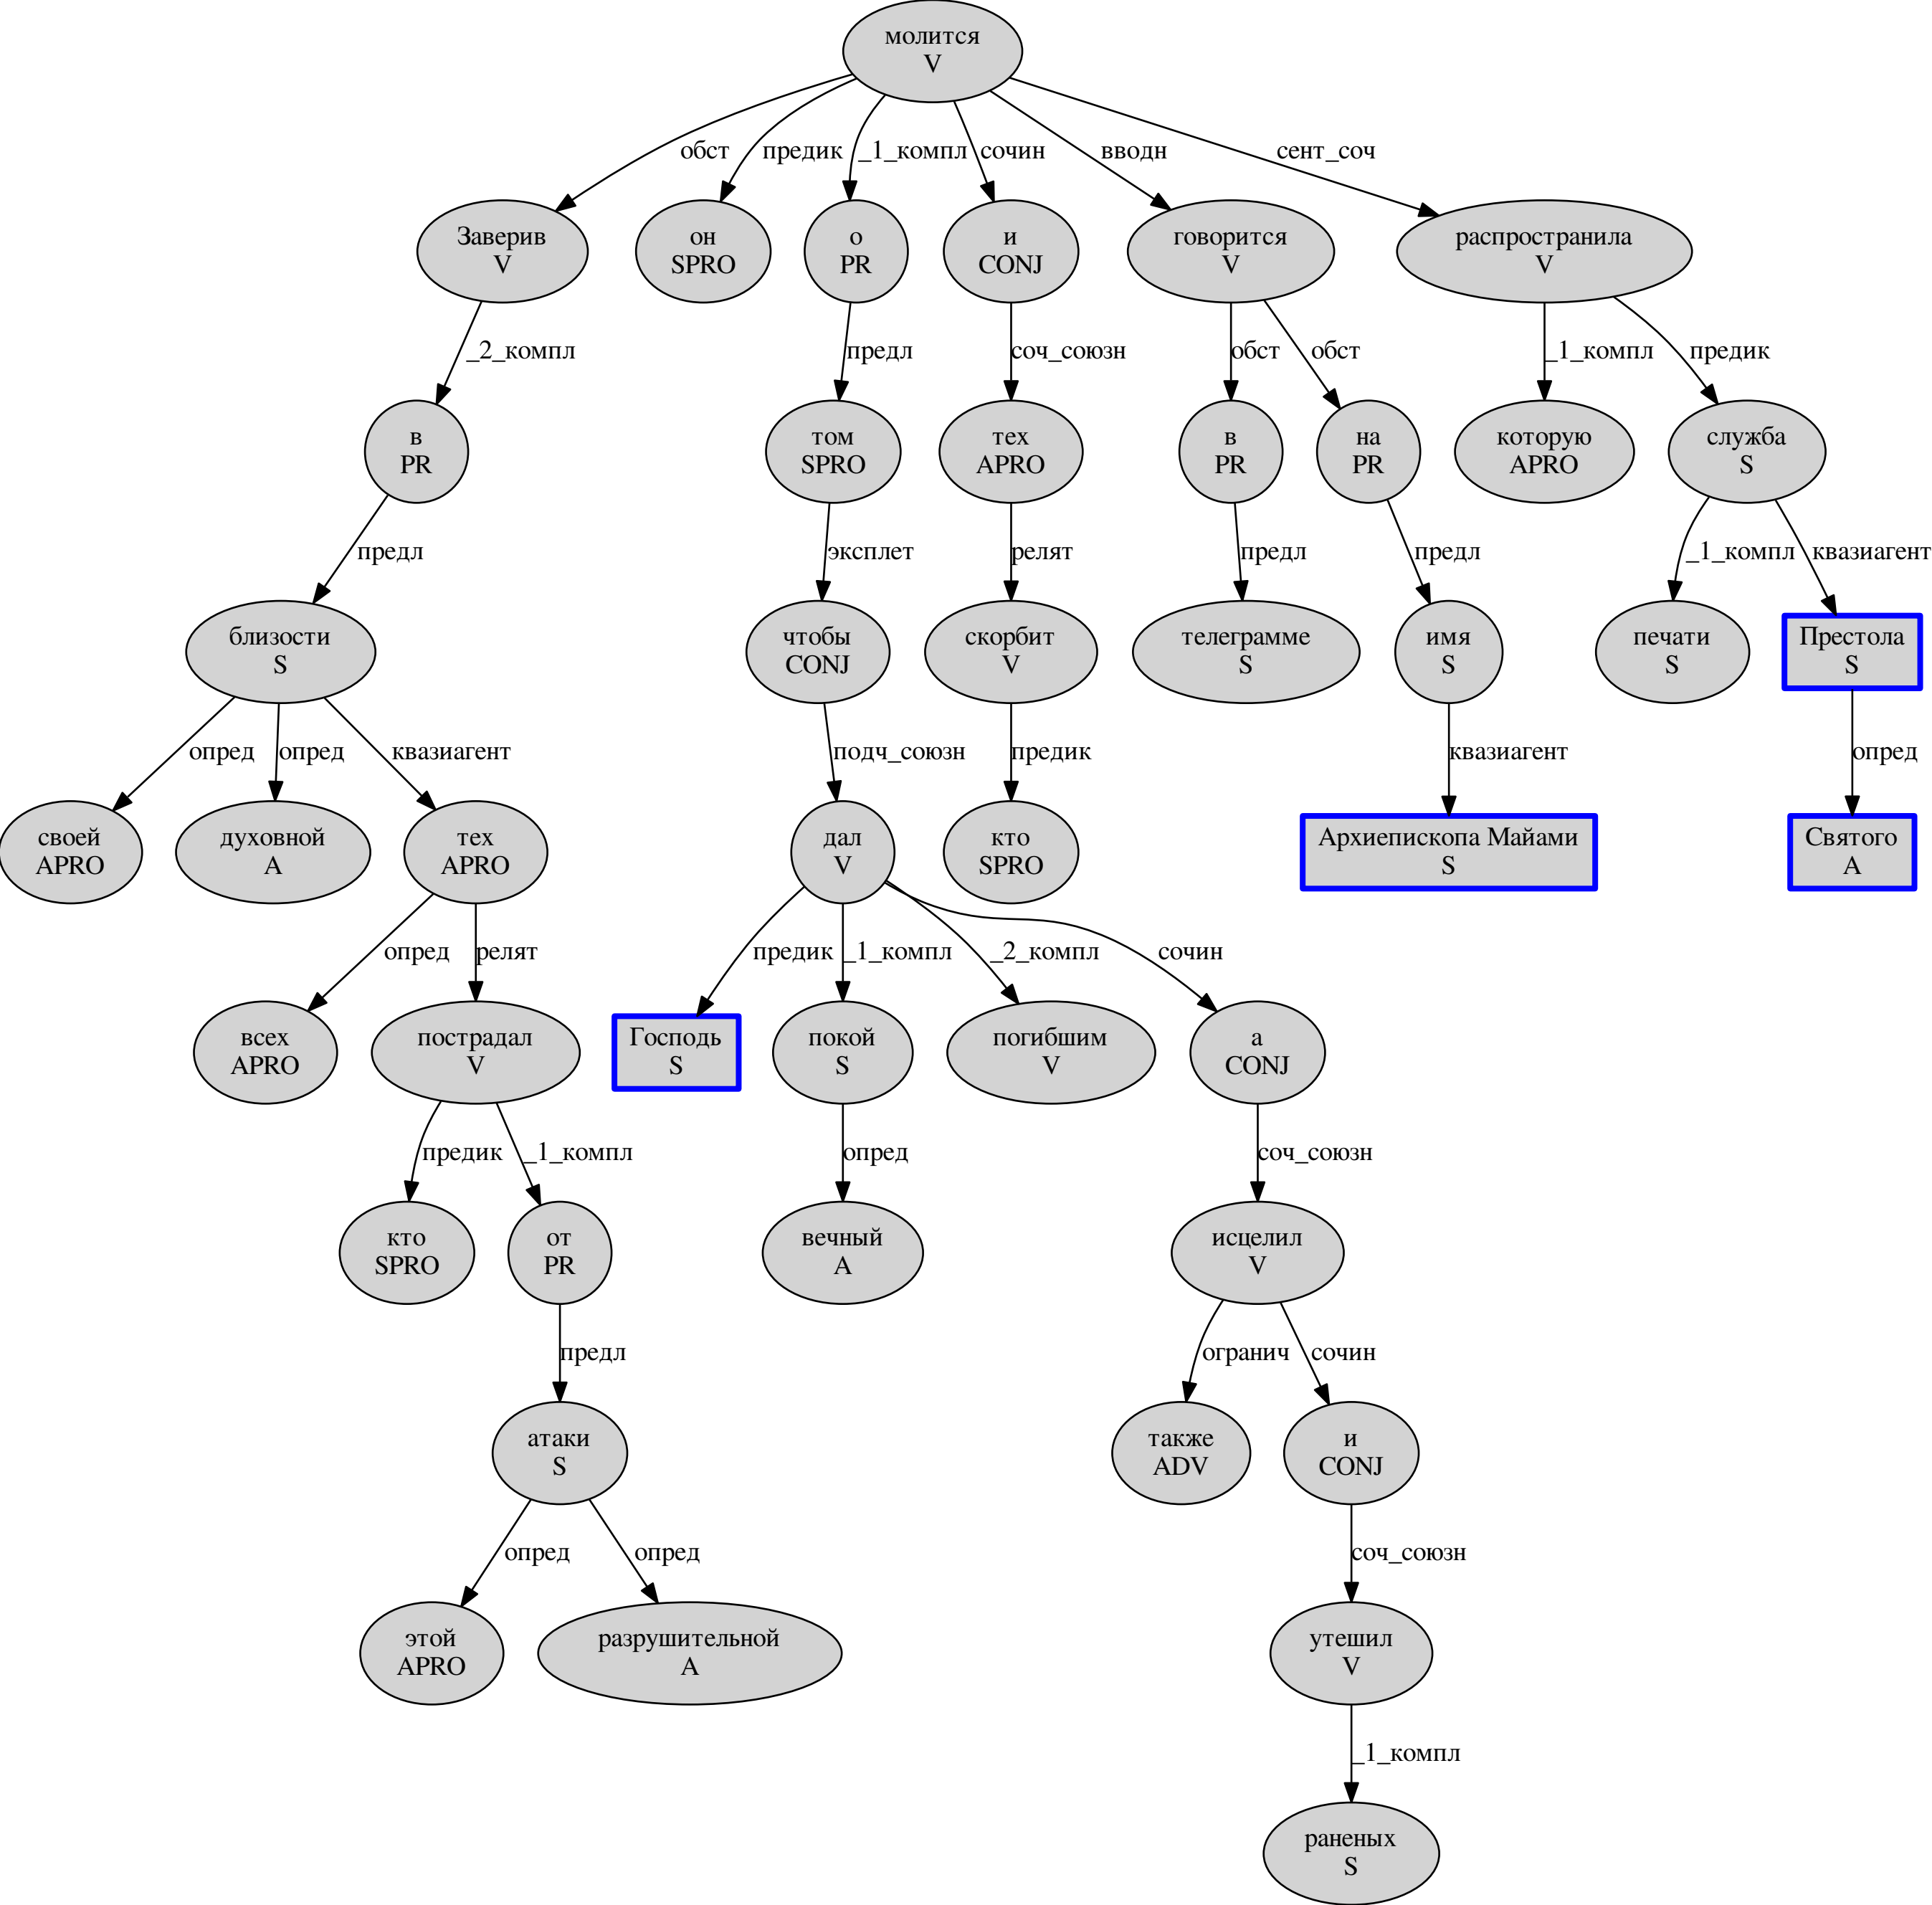 молится
V
обст
предик
_1_компл
сочин
вводн
сент_соч
Заверив
V
он
SPRO
о
PR
и
CONJ
говорится
V
распространила
V
_2_компл
предл
соч_союзн
обст
обст
_1_компл
предик
в
PR
том
SPRO
тех
APRO
в
PR
на
PR
которую
APRO
служба
S
предл
эксплет
релят
предл
предл
_1_компл
квазиагент
близости
S
чтобы
CONJ
скорбит
V
телеграмме
S
имя
S
печати
S
Престола
S
опред
опред
квазиагент
подч_союзн
предик
квазиагент
опред
своей
APRO
духовной
A
тех
APRO
дал
V
кто
SPRO
Архиепископа Майами
S
Святого
A
опред
релят
предик
_1_компл
_2_компл
сочин
всех
APRO
пострадал
V
Господь
S
покой
S
погибшим
V
а
CONJ
предик
_1_компл
опред
соч_союзн
кто
SPRO
от
PR
вечный
A
исцелил
V
предл
огранич
сочин
атаки
S
также
ADV
и
CONJ
опред
опред
соч_союзн
этой
APRO
разрушительной
A
утешил
V
_1_компл
раненых
S